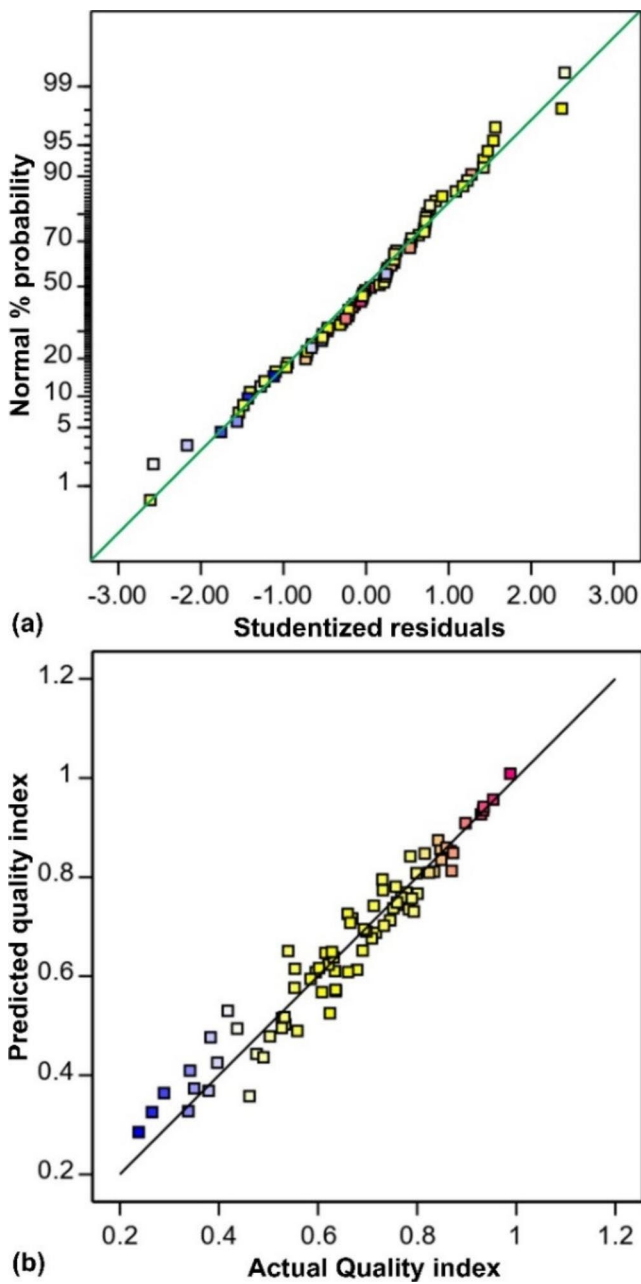 Normal % probability
99
95
90
70
50
20
10
5
1
-3.00 -2.00 -1.00 0.00 1.00 2.00 3.00
(a) Studentized residuals
Predicted quality index
1.2
1
0.8
0.6
0.4
0.2
0.2 0.4 0.6 0.8 1 1.2
(b) Actual Quality index